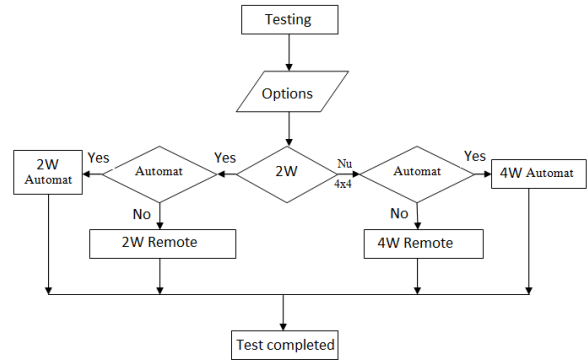 Testing
Options
2W
Automat
Yes
Automat
Yes
2W
Nu
4x4
Automat
Yes
4W Automat
No
No
2W Remote
4W Remote
Test completed